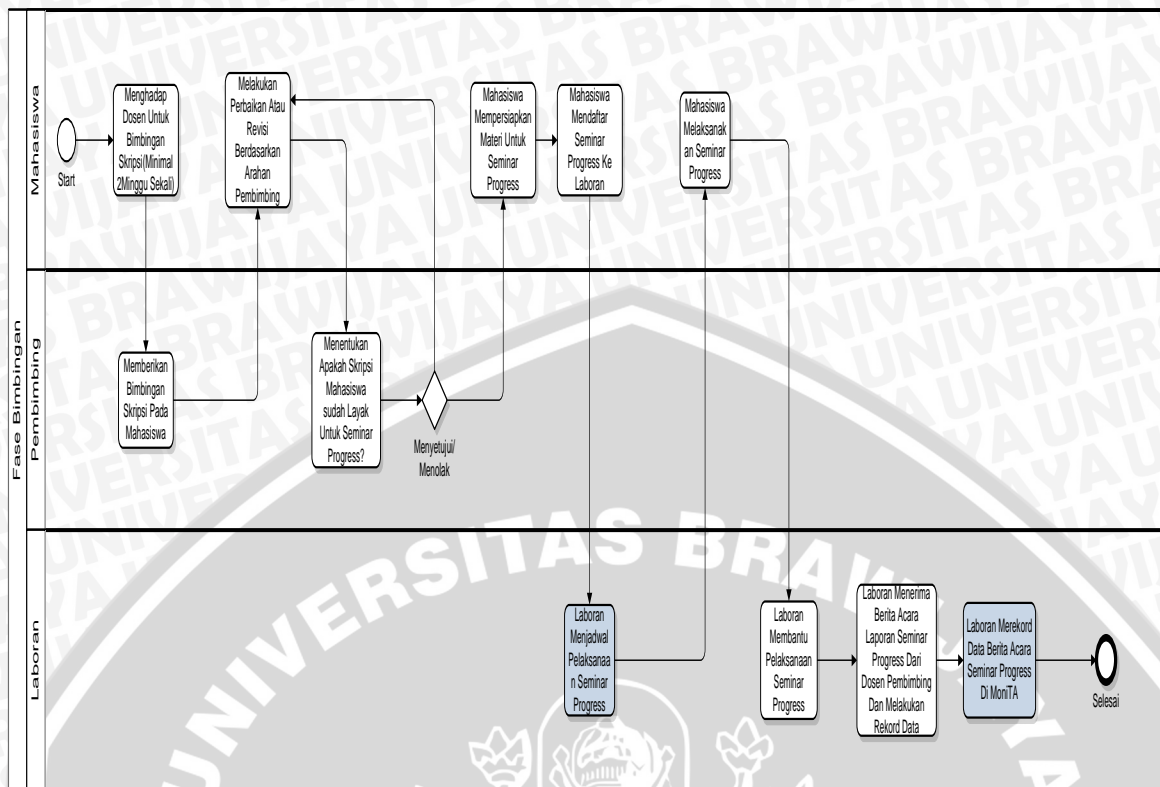 Fase Bimbingan
Mahasiswa
Start
Menghadap
Dosen Untuk
Bimbingan
Skripsi(Minimal
2Minggu Sekali)
Melakukan
Perbaikan Atau
Revisi
Berdasarkan
Arahan
Pembimbing
Mahasiswa
Mempersiapkan
Materi Untuk
Seminar
Progress
Mahasiswa
Mendaftar
Seminar
Progress Ke
Laboran
Mahasiswa
Melaksanak
an Seminar
Progress
Pembimbing
Memberikan
Bimbingan
Skripsi Pada
Mahasiswa
Menentukan
Apakah Skripsi
Mahasiswa
sudah Layak
Untuk Seminar
Progress?
Menyetujui/
Menolak
Laboran
Laboran
Menjadwal
Pelaksanaa
n Seminar
Progress
Laboran
Membantu
Pelaksanaan
Seminar
Progress
Laboran Menerima
Berita Acara
Laporan Seminar
Progress Dari
Dosen Pembimbing
Dan Melakukan
Rekord Data
Laboran Merekord
Data Berita Acara
Seminar Progress
Di MoniTA
Selesai
UNIVERSITAS BRAWIJAYA